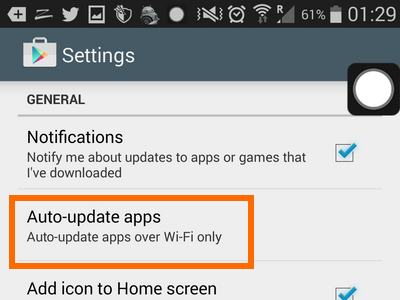 R 61% 01:29
Settings
GENERAL
Notifications
Notify me about updates to apps or games that
I've downloaded
Auto-update apps
Auto-update apps over Wi-Fi only
Add icon to Home screen